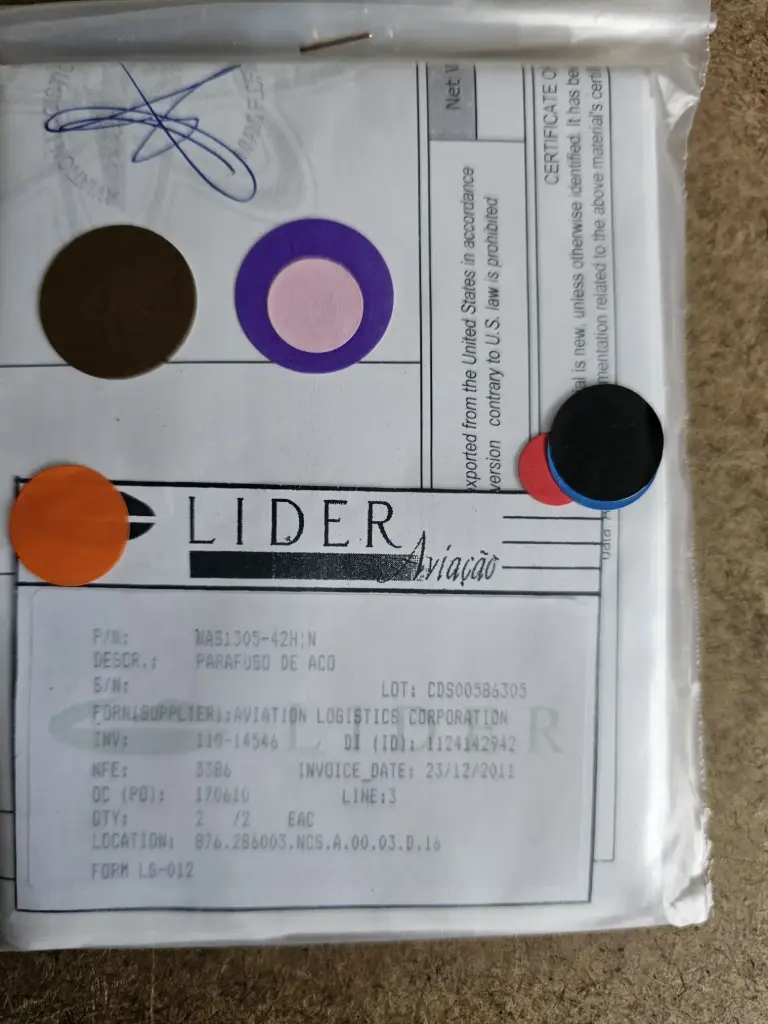 Net W
CERTIFICATE O
al is new, unless otherwise identified. It has be
mentation related to the above material's certi
xported from the United States in accordance
version contrary to U.S. law is prohibited
data. A
LIDER
Aviação
P/N: NAS1305-42H;N
DESCR.: PARAFUSO DE ACO
S/N: LOT: CDS00586305
FORN(SUPPLIER):AVIATION LOGISTICS CORPORATION
INV: 110-14546 DI (ID): 1124142942
NFE: 3386 INVOICE_DATE: 23/12/2011
OC (PO): 170610 LINE:3
QTY: 2 /2 EAC
LOCATION: 876.286003.NCS.A.00.03.D.16
FORM LG-012
LIDER